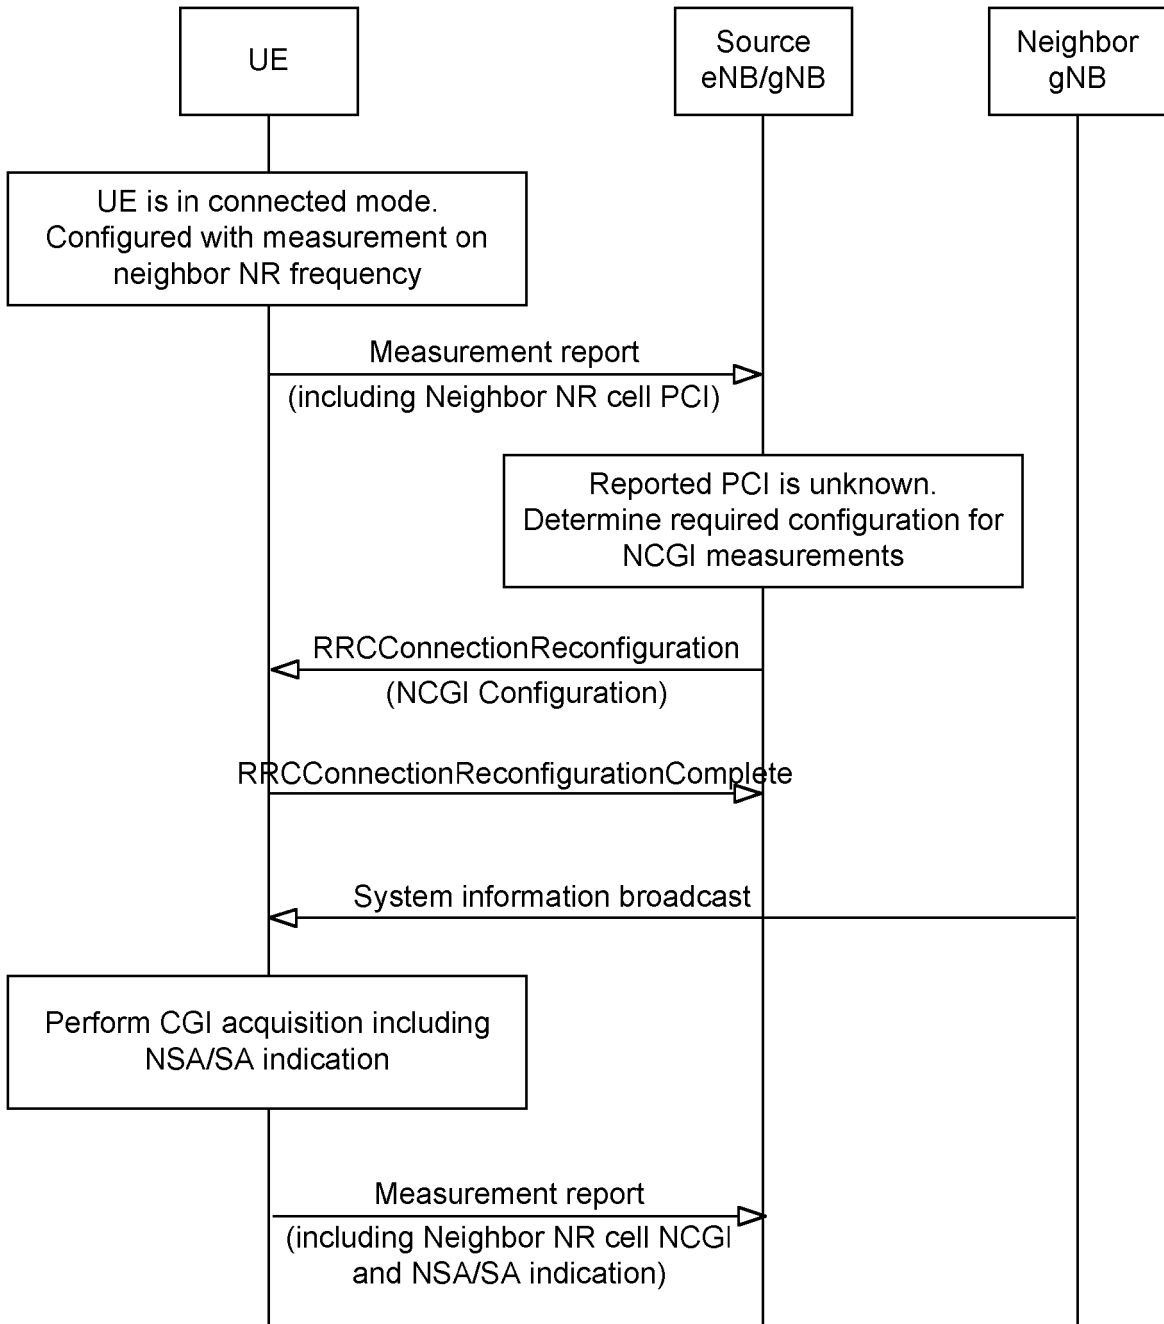 UE
Source
eNB/gNB
Neighbor
gNB
UE is in connected mode.
Configured with measurement on
neighbor NR frequency
Measurement report
(including Neighbor NR cell PCI)
Reported PCI is unknown.
Determine required configuration for
NCGI measurements
RRCConnectionReconfiguration
(NCGI Configuration)
RRCConnectionReconfigurationComplete
System information broadcast
Perform CGI acquisition including
NSA/SA indication
Measurement report
(including Neighbor NR cell NCGI
and NSA/SA indication)